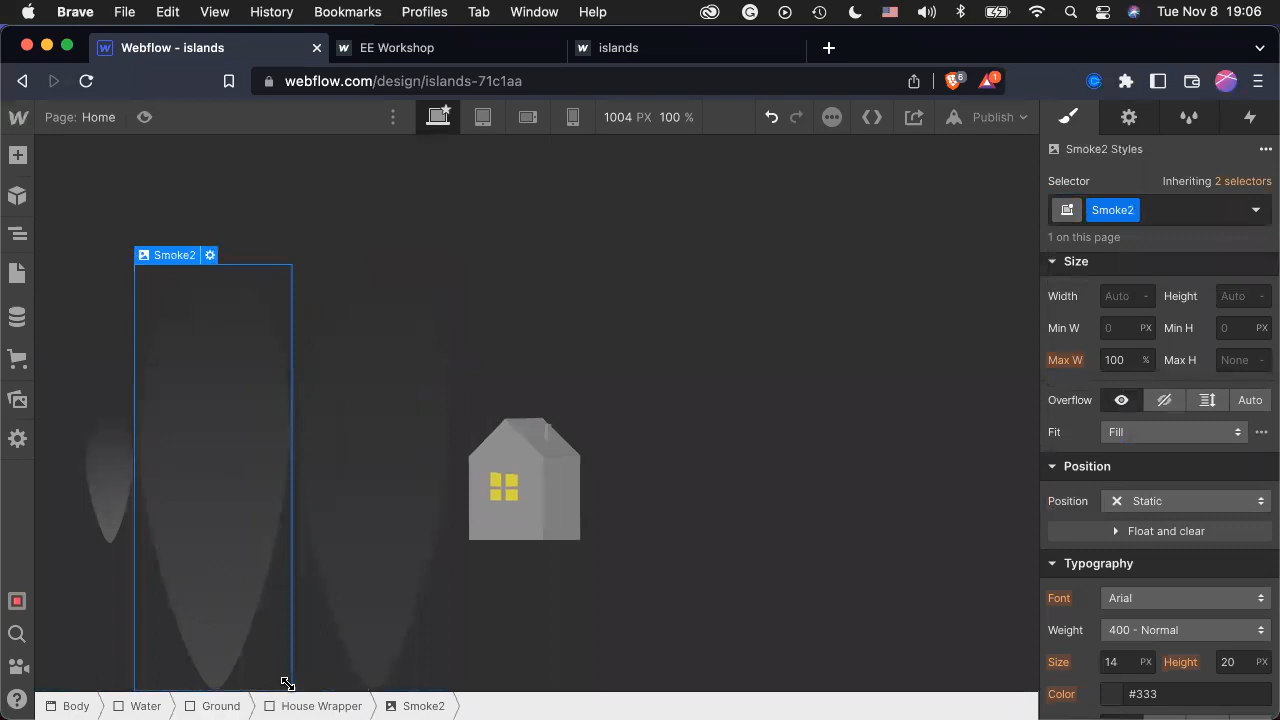 Brave File Edit View History Bookmarks Profiles Tab Window Help Tue Nov 8 19:06
Webflow - islands EE Workshop islands
webflow.com/design/islands-71c1aa 6 1
Page: Home 1004 PX 100 % Publish
Smoke2 Styles
Selector Inheriting 2 selectors
Smoke2
1 on this page
Smoke2
Size
Width Auto - Height Auto -
Min W 0 PX Min H 0 PX
Max W 100 % Max H None -
Overflow Auto
Fit Fill
Position
Position Static
Float and clear
Typography
Font Arial
Weight 400 - Normal
Size 14 PX Height 20 PX
Color #333
Body Water Ground House Wrapper Smoke2